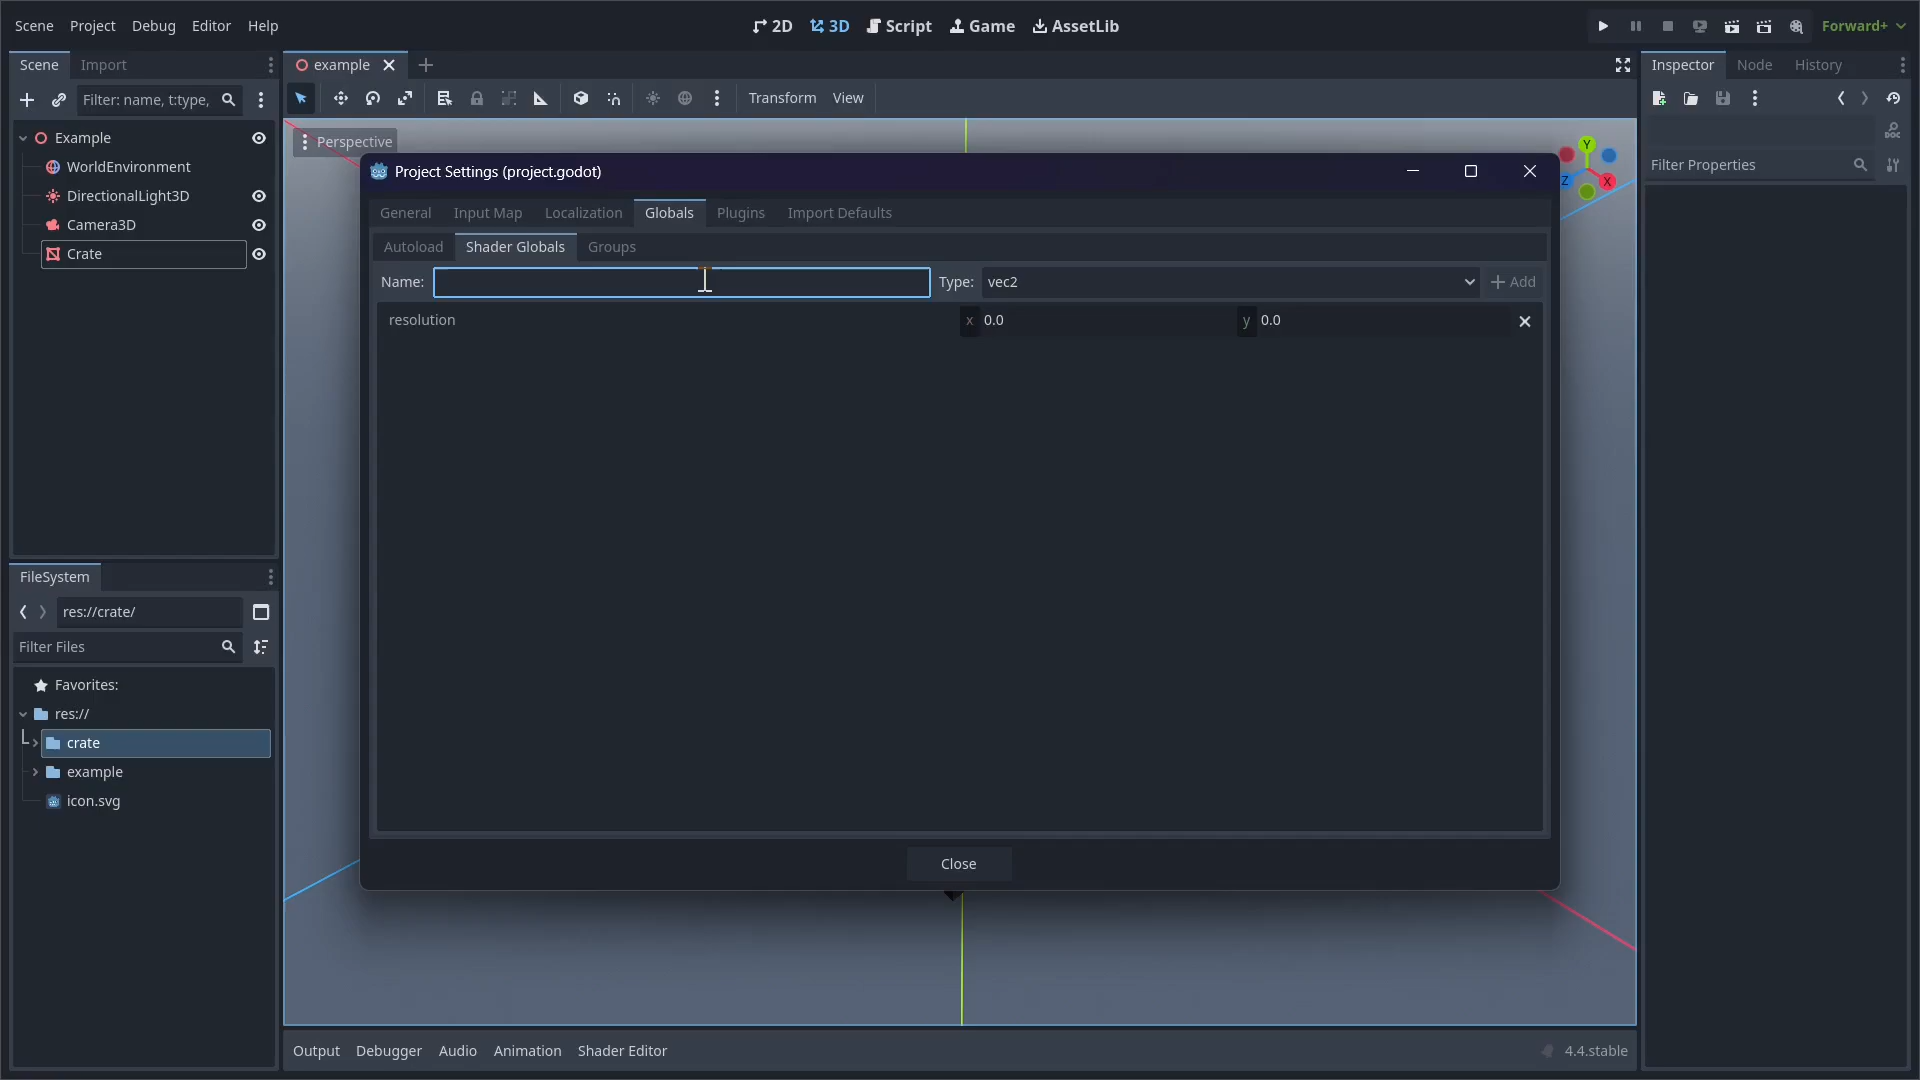 Scene Project Debug Editor Help
2D 3D Script Game AssetLib
Forward+
Scene Import
Filter: name, t:type,
Example
WorldEnvironment
DirectionalLight3D
Camera3D
Crate
FileSystem
res://crate/
Filter Files
Favorites:
res://
crate
example
icon.svg
example
Transform View
Perspective
Y
X
Z
Project Settings (project.godot)
General Input Map Localization Globals Plugins Import Defaults
Autoload Shader Globals Groups
Name: Type: vec2 Add
resolution x 0.0 y 0.0
Close
Output Debugger Audio Animation Shader Editor
4.4.stable
Inspector Node History
Filter Properties